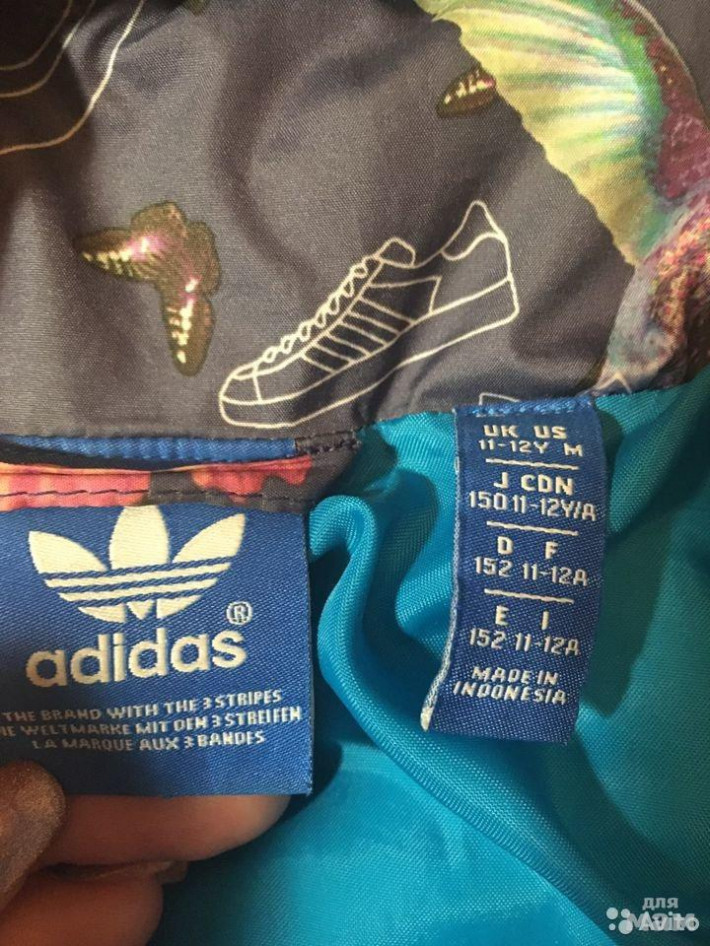 adidas®
THE BRAND WITH THE 3 STRIPES
WELTMARKE MIT DEN 3 STREIFEN
LA MARQUE AUX 3 BANDES
UK US
11-12Y M
J CDN
150 11-12Y/A
D F
152 11-12A
E I
152 11-12A
MADE IN
INDONESIA
для
Avito